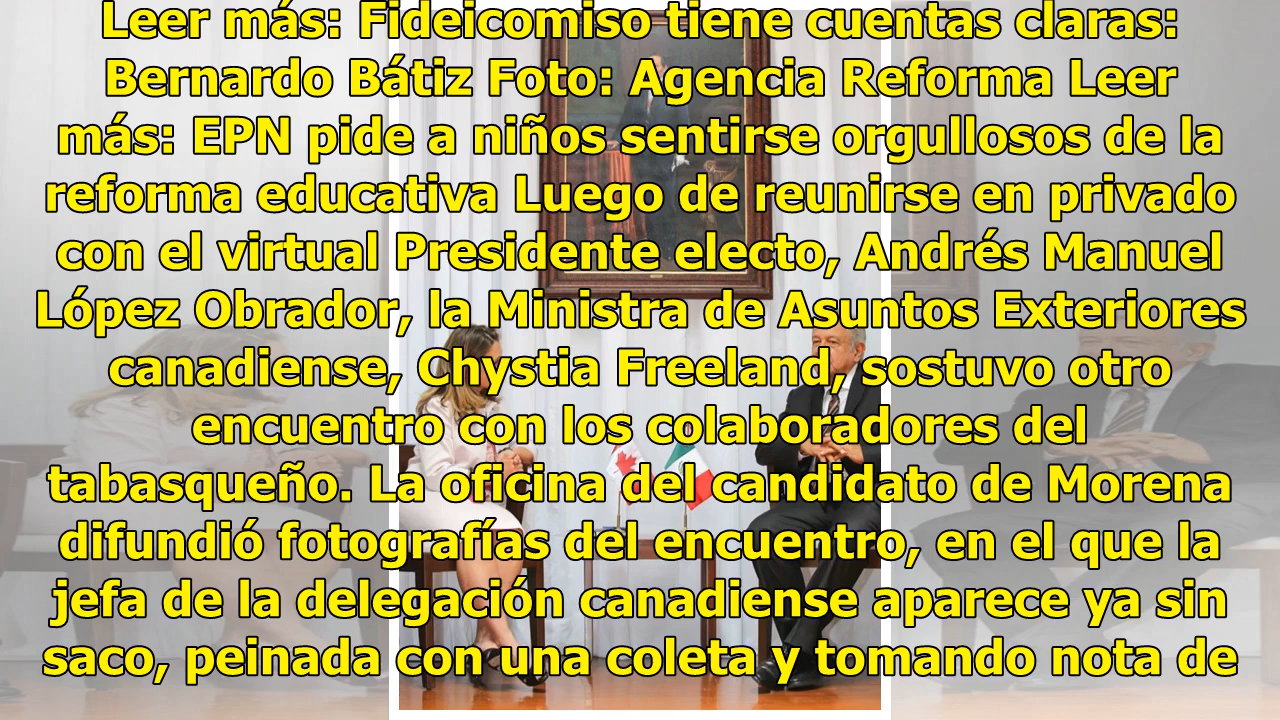 Leer más: Fideicomiso tiene cuentas claras:
Bernardo Bátiz Foto: Agencia Reforma Leer
más: EPN pide a niños sentirse orgullosos de la
reforma educativa Luego de reunirse en privado
con el virtual Presidente electo, Andrés Manuel
López Obrador, la Ministra de Asuntos Exteriores
canadiense, Chystia Freeland, sostuvo otro
encuentro con los colaboradores del
tabasqueño. La oficina del candidato de Morena
difundió fotografías del encuentro, en el que la
jefa de la delegación canadiense aparece ya sin
saco, peinada con una coleta y tomando nota de